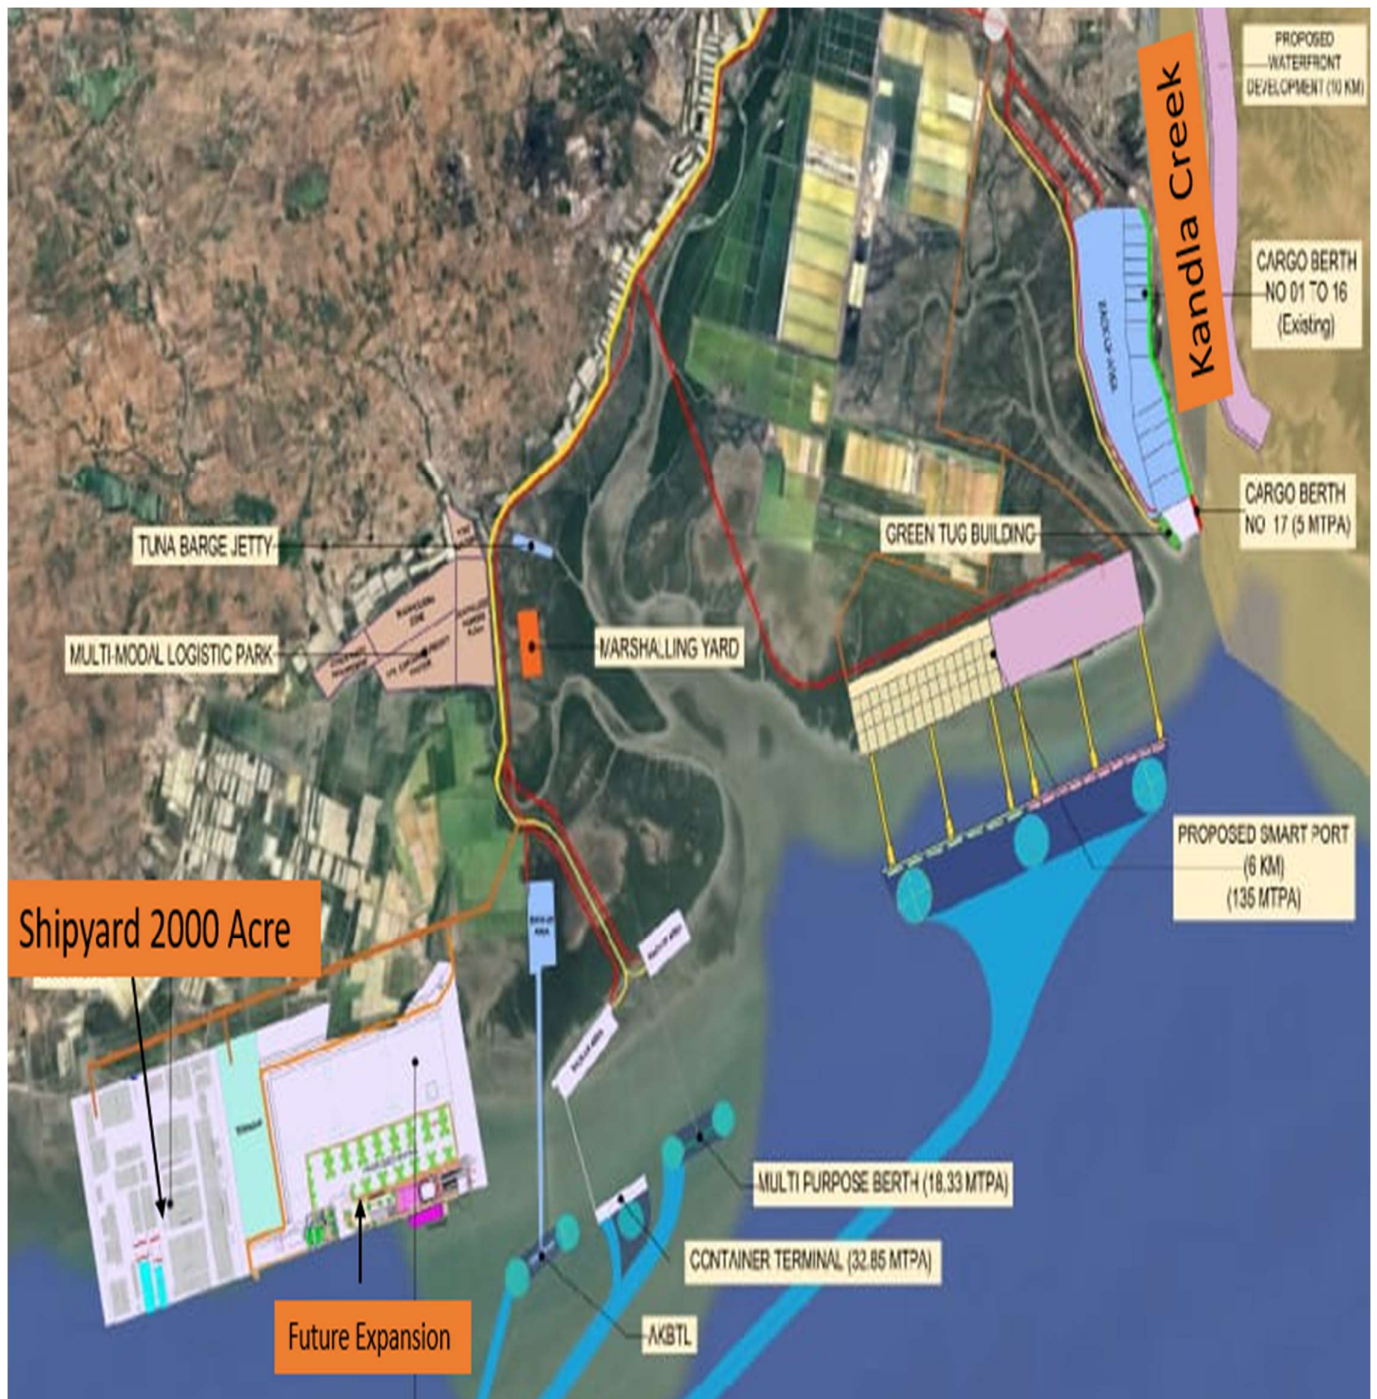 PROPOSED
WATERFRONT
DEVELOPMENT (10 KM)
Kandla Creek
CARGO BERTH
NO 01 TO 16
(Existing)
CARGO BERTH
NO 17 (5 MTPA)
GREEN TUG BUILDING
TUNA BARGE JETTY
MULTI-MODAL LOGISTIC PARK
MARSHALLING YARD
PROPOSED SMART PORT
(6 KM)
(135 MTPA)
Shipyard 2000 Acre
MULTI PURPOSE BERTH (18.33 MTPA)
CONTAINER TERMINAL (32.85 MTPA)
AKBTL
Future Expansion